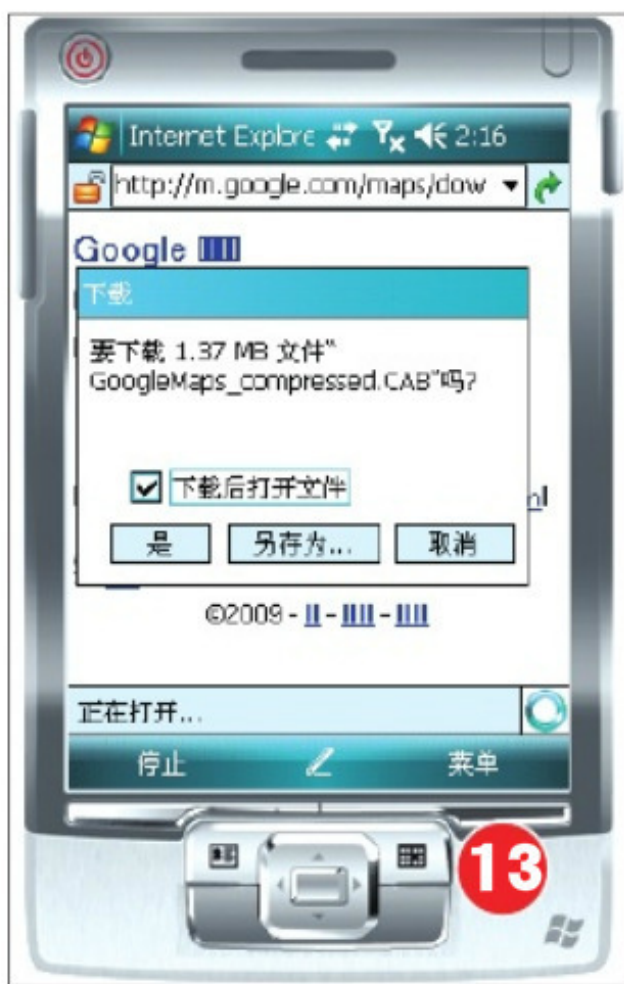 Internet Explore 2:16
http://m.google.com/maps/dow
Google
下载
要下载 1.37 MB 文件“
GoogleMaps_compressed.CAB”吗?
下载后打开文件
是 另存为... 取消
©2009 - -
正在打开...
停止 菜单
13